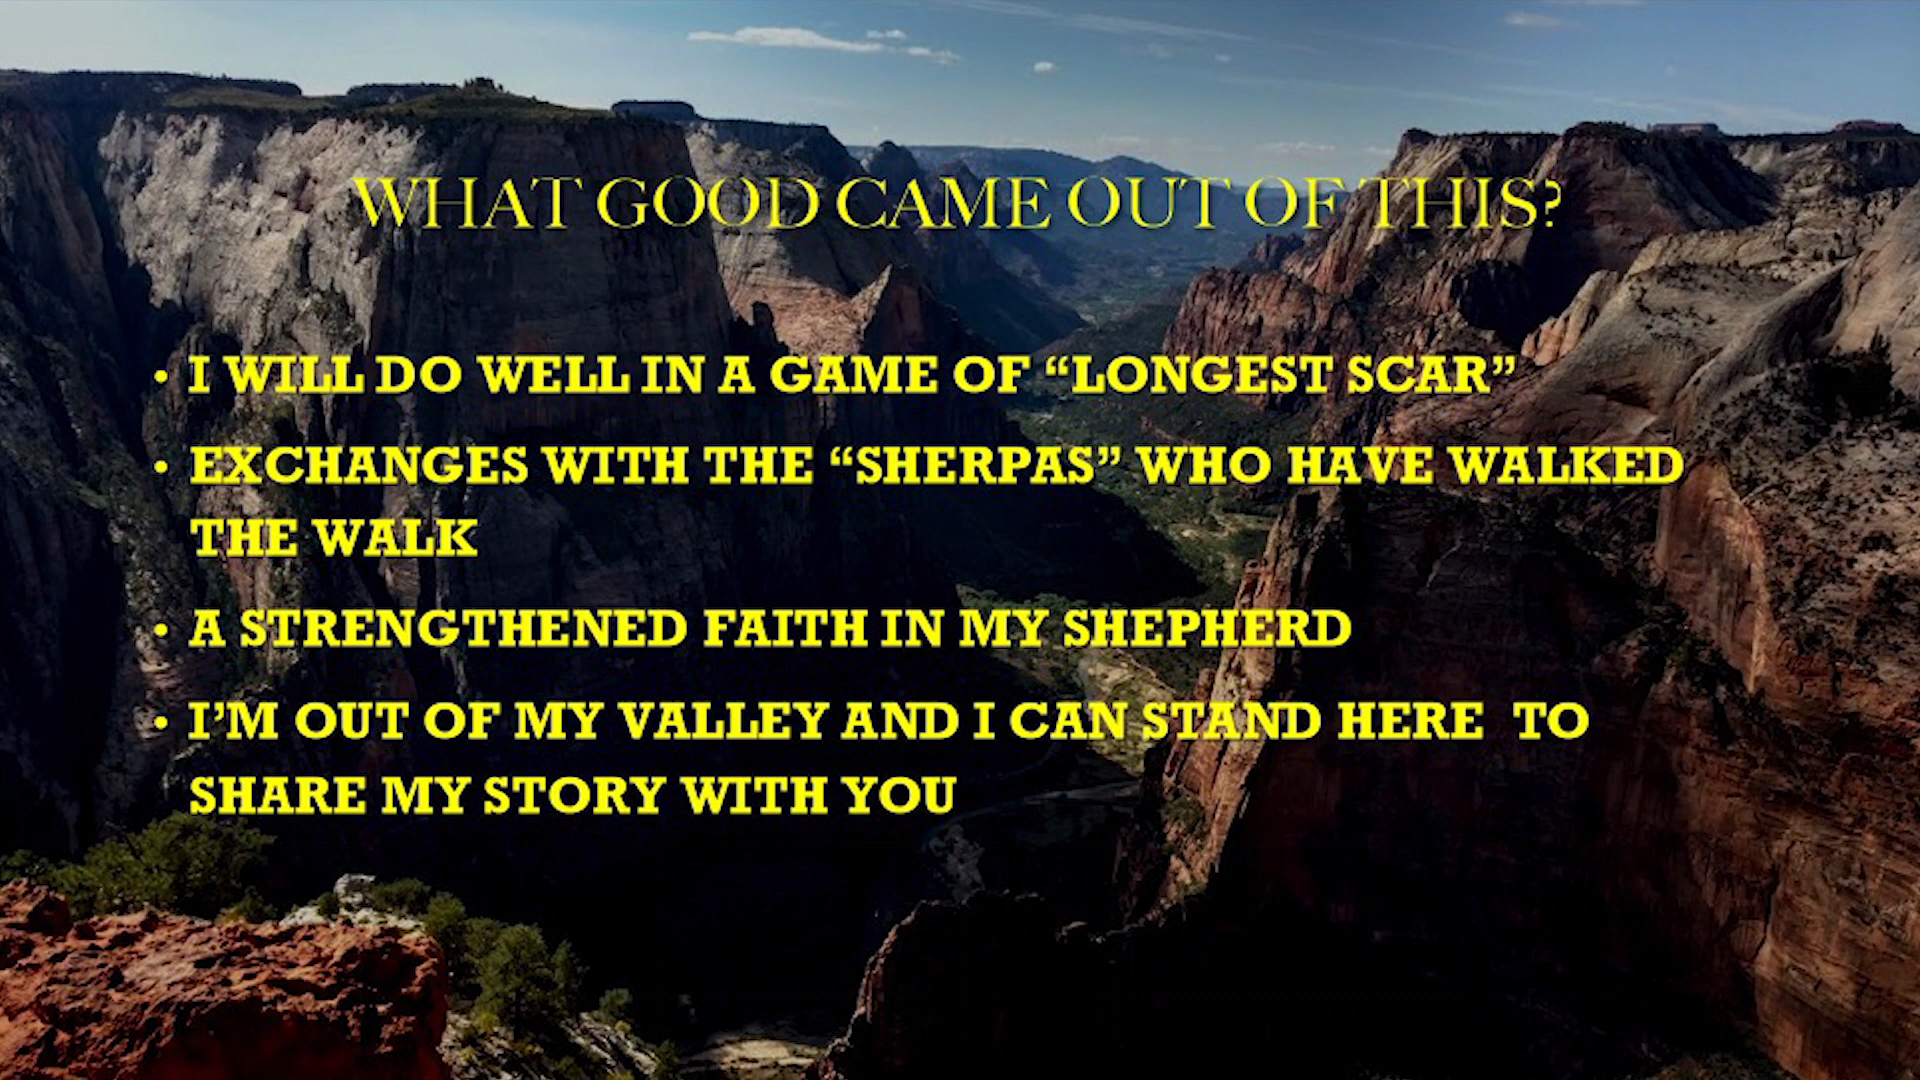 WHAT GOOD CAME OUT OF THIS?
• I WILL DO WELL IN A GAME OF “LONGEST SCAR”
• EXCHANGES WITH THE “SHERPAS” WHO HAVE WALKED
THE WALK
• A STRENGTHENED FAITH IN MY SHEPHERD
• I’M OUT OF MY VALLEY AND I CAN STAND HERE  TO
SHARE MY STORY WITH YOU